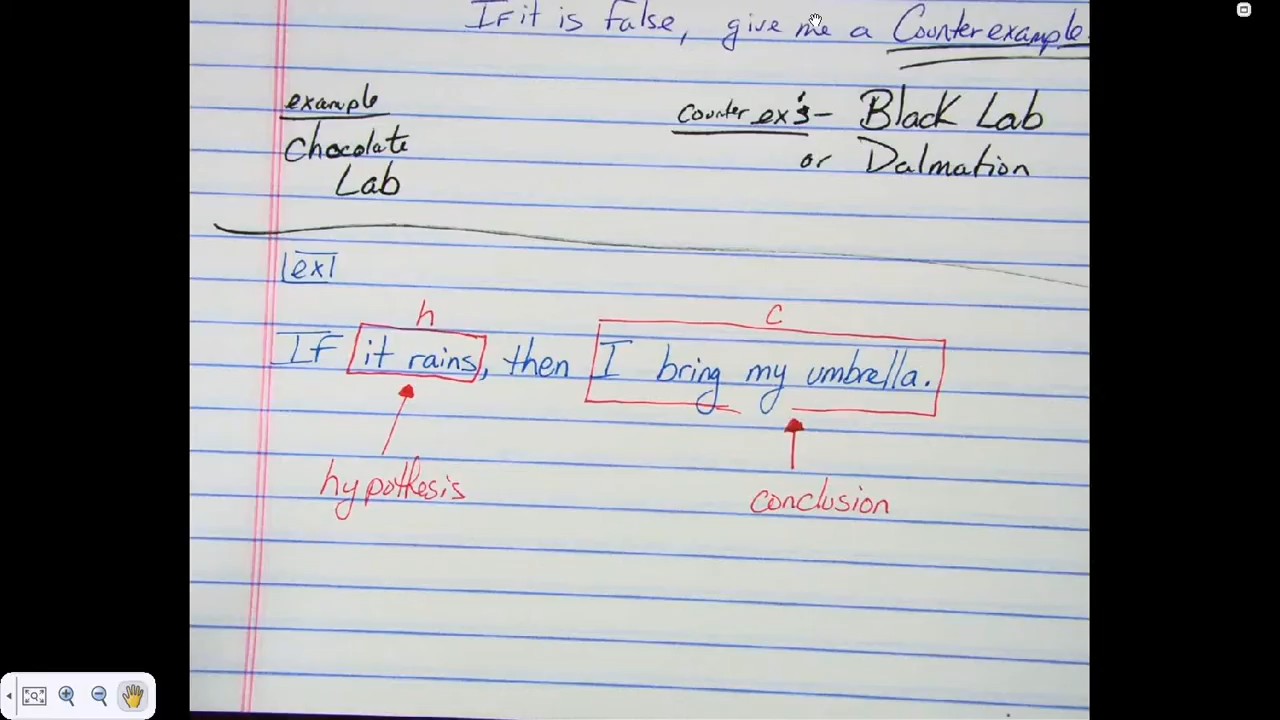 If it is false, give me a Counterexample.
example
Counter ex's - Black Lab
Chocolate
or Dalmation
Lab
ex
h
c
If it rains, then I bring my umbrella.
hypothesis
conclusion